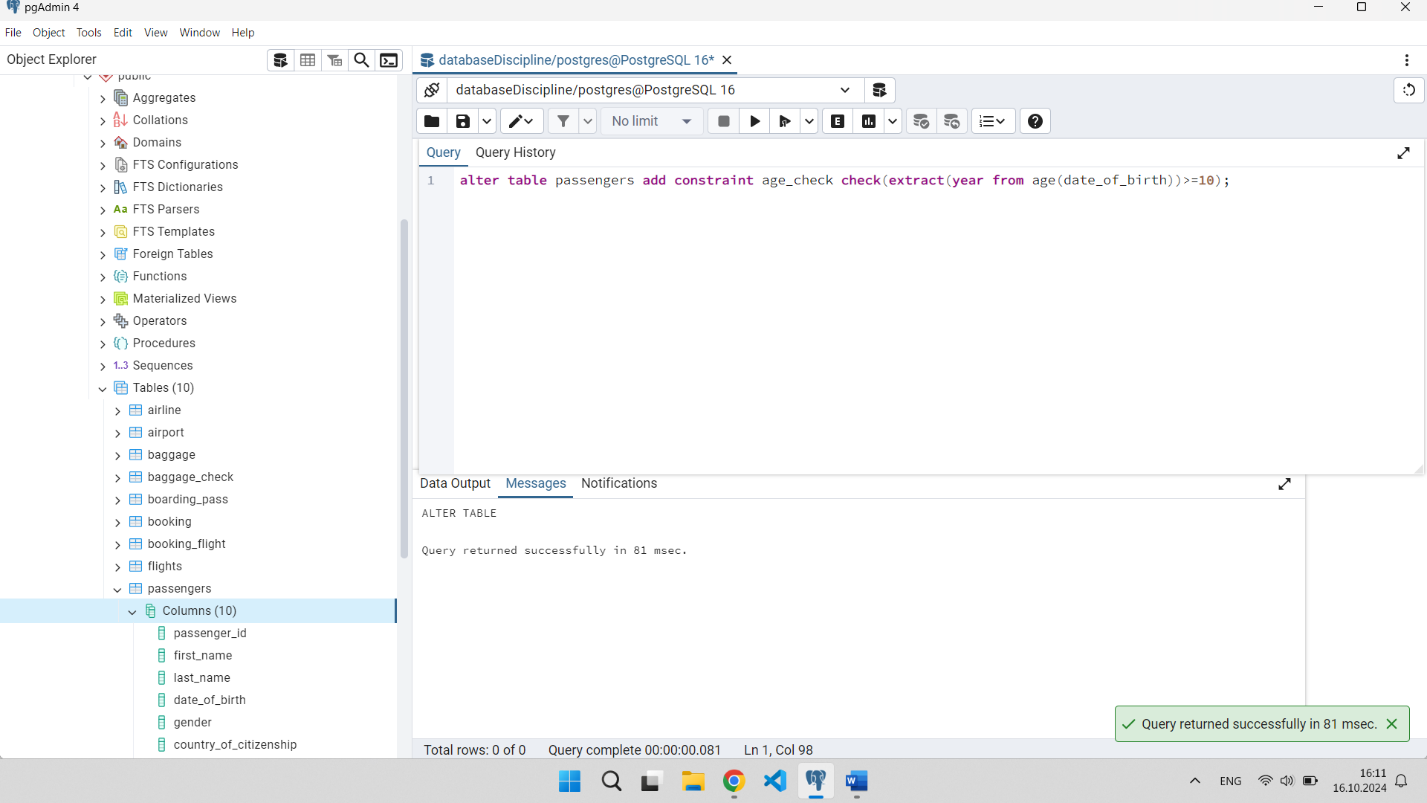 pgAdmin 4
File Object Tools Edit View Window Help
Object Explorer
databaseDiscipline/postgres@PostgreSQL 16*
public
Aggregates
Collations
Domains
FTS Configurations
FTS Dictionaries
Aa FTS Parsers
FTS Templates
Foreign Tables
Functions
Materialized Views
Operators
Procedures
1..3 Sequences
Tables (10)
airline
airport
baggage
baggage_check
boarding_pass
booking
booking_flight
flights
passengers
Columns (10)
passenger_id
first_name
last_name
date_of_birth
gender
country_of_citizenship
databaseDiscipline/postgres@PostgreSQL 16
No limit
E
Query Query History
1 alter table passengers add constraint age_check check(extract(year from age(date_of_birth))>=10);
Data Output Messages Notifications
ALTER TABLE
Query returned successfully in 81 msec.
Query returned successfully in 81 msec.
Total rows: 0 of 0 Query complete 00:00:00.081 Ln 1, Col 98
ENG
16:11
16.10.2024